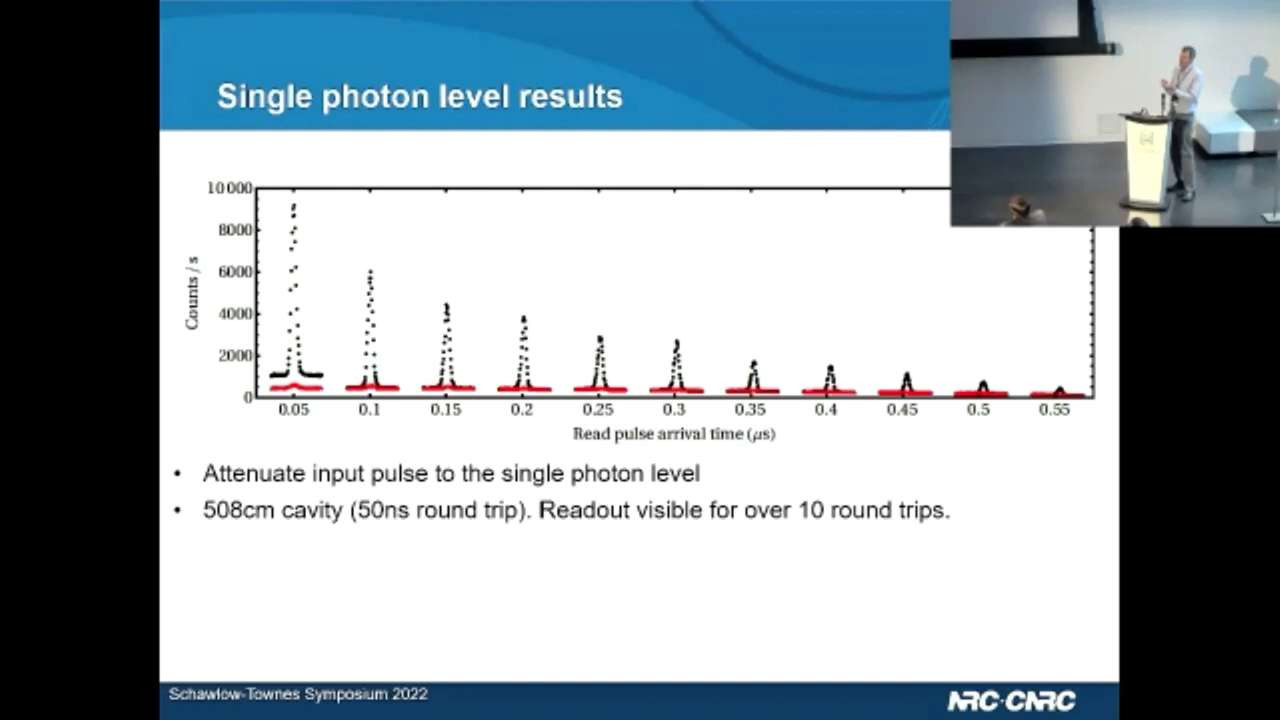 Single photon level results
10 000
8000
6000
4000
2000
0
Counts / s
0.05 0.1 0.15 0.2 0.25 0.3 0.35 0.4 0.45 0.5 0.55
Read pulse arrival time (μs)
• Attenuate input pulse to the single photon level
• 508cm cavity (50ns round trip). Readout visible for over 10 round trips.
Schawlow-Townes Symposium 2022
NRC·CNRC